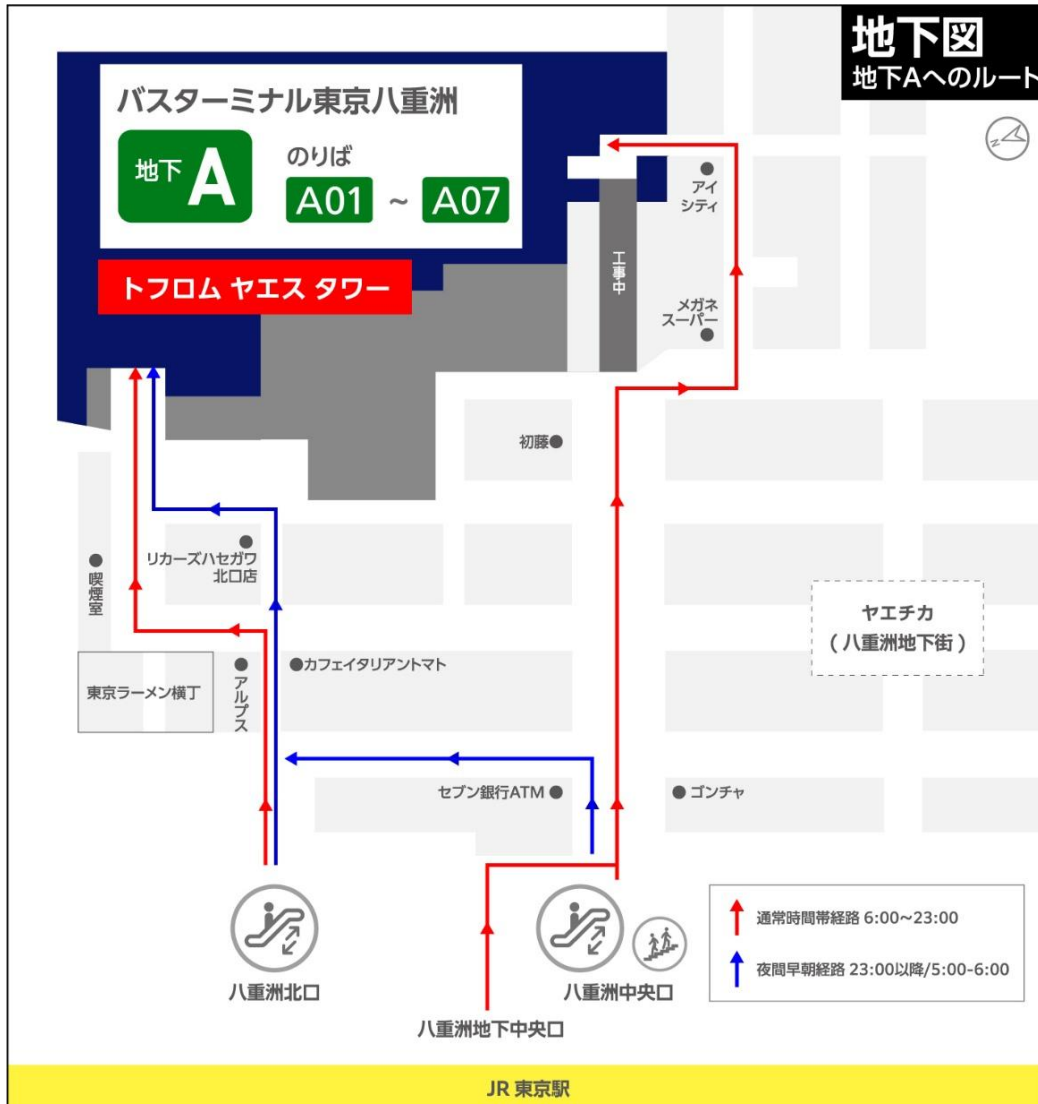 地下図
地下Aへのルート
バスターミナル東京八重洲
地下 A
のりば
A01 ~ A07
トフロム ヤエス タワー
N
アイ
シティ
工事中
メガネ
スーパー
初藤
リカーズハセガワ
北口店
喫煙室
ヤエチカ
( 八重洲地下街 )
東京ラーメン横丁
アルプス
カフェイタリアントマト
セブン銀行ATM
ゴンチャ
八重洲北口
八重洲中央口
八重洲地下中央口
通常時間帯経路 6:00~23:00
夜間早朝経路 23:00以降/5:00-6:00
JR 東京駅